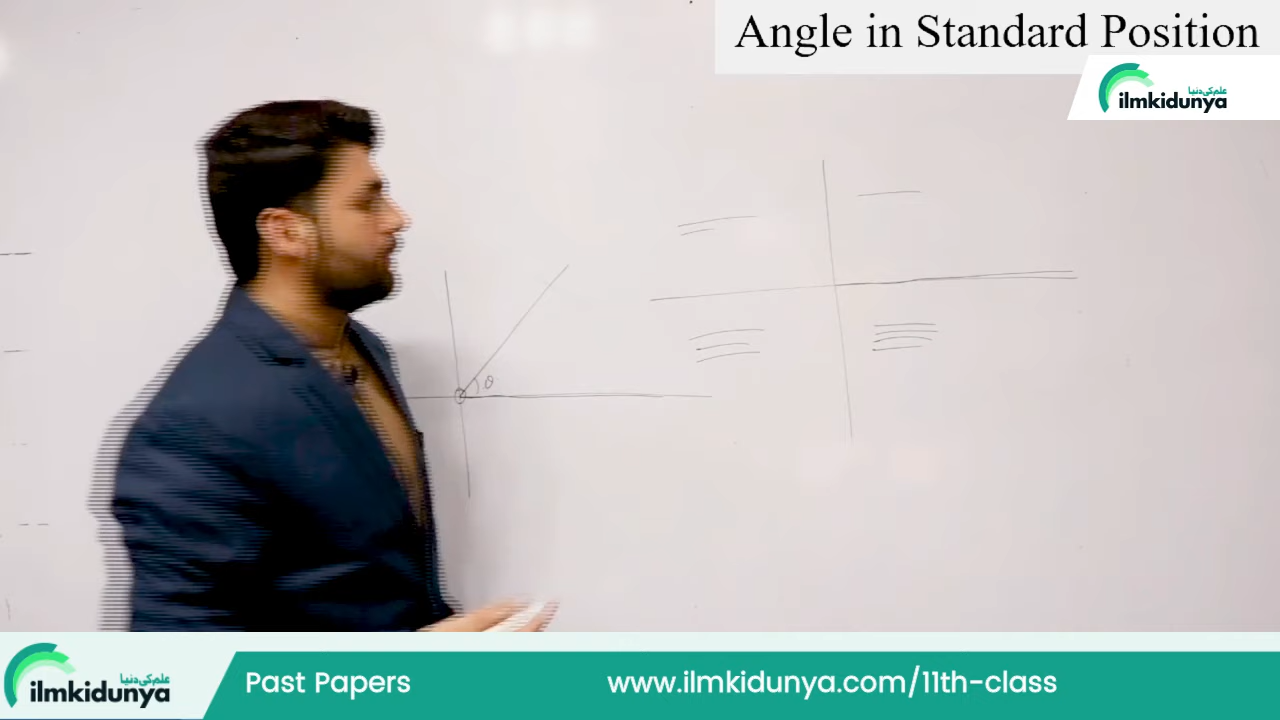 Angle in Standard Position
علم کی دنیا
ilmkidunya
θ
علم کی دنیا
ilmkidunya
Past Papers
www.ilmkidunya.com/11th-class